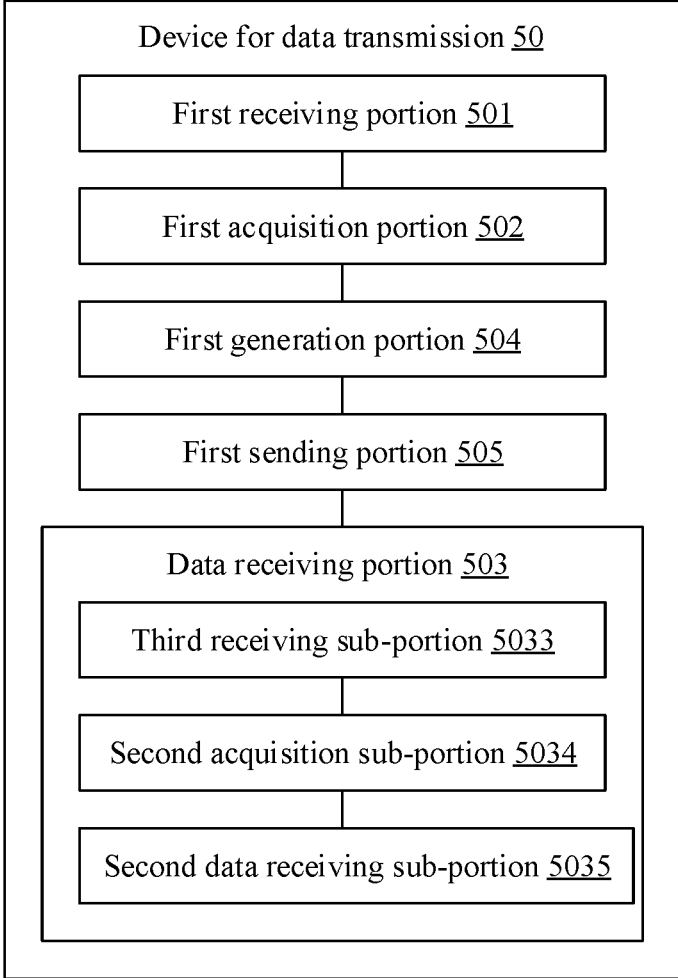 Device for data transmission 50
First receiving portion 501
First acquisition portion 502
First generation portion 504
First sending portion 505
Data receiving portion 503
Third receiving sub-portion 5033
Second acquisition sub-portion 5034
Second data receiving sub-portion 5035